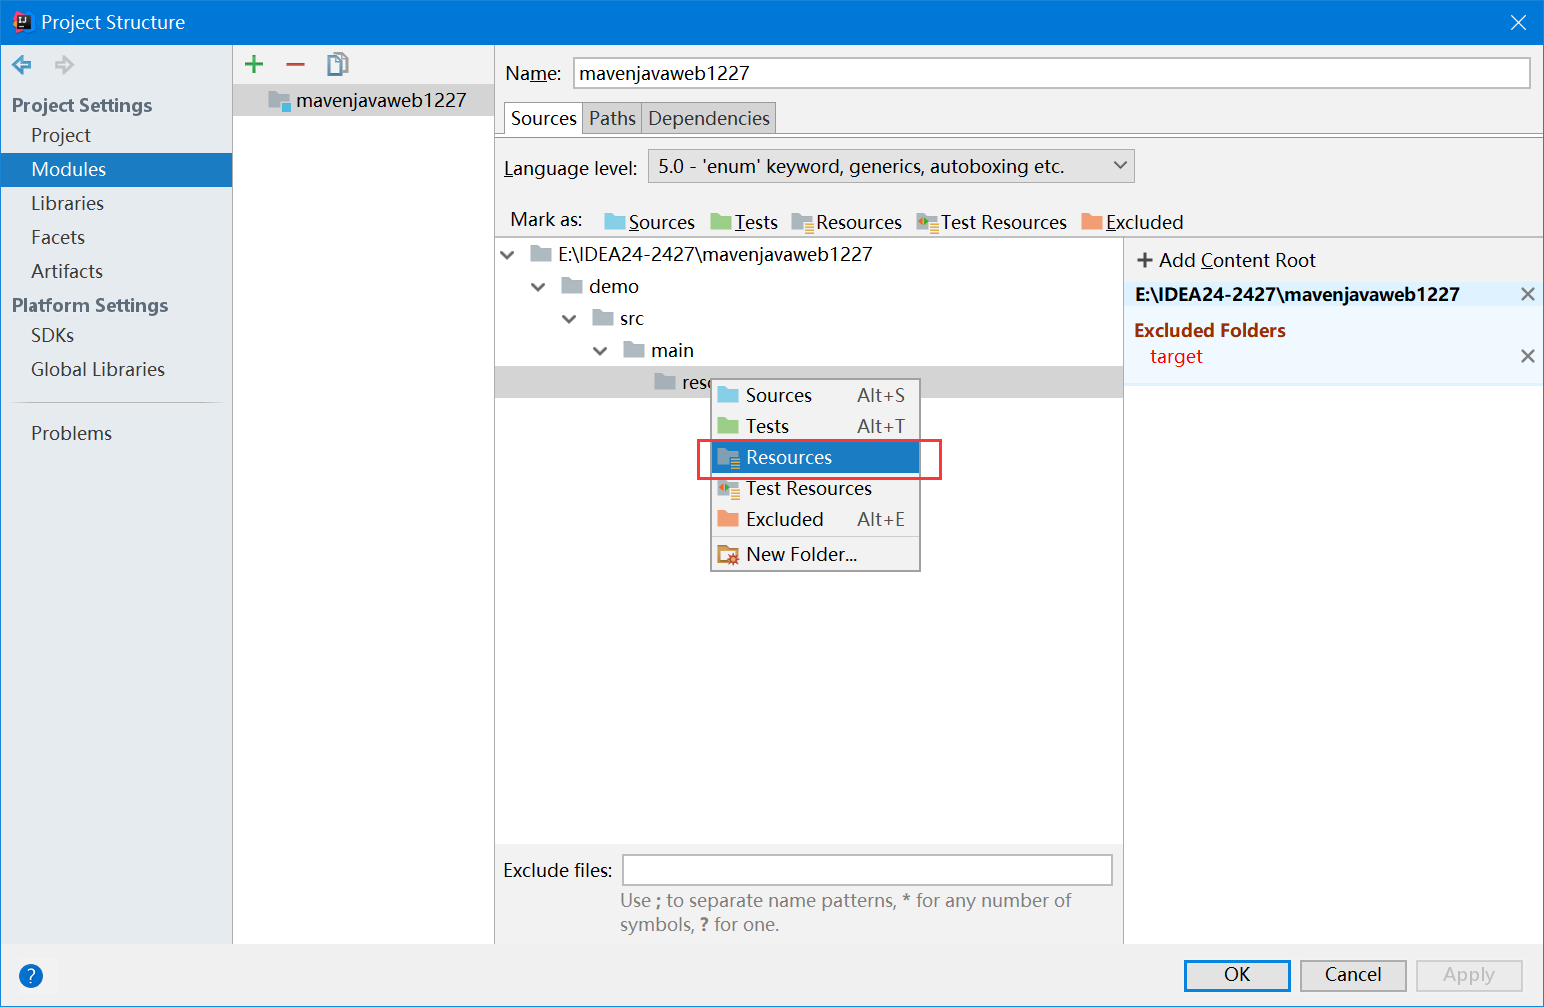 Project Structure
Project Settings
Project
Modules
Libraries
Facets
Artifacts
Platform Settings
SDKs
Global Libraries
Problems
mavenjavaweb1227
Name: mavenjavaweb1227
Sources Paths Dependencies
Language level: 5.0 - 'enum' keyword, generics, autoboxing etc.
Mark as: Sources Tests Resources Test Resources Excluded
E:\IDEA24-2427\mavenjavaweb1227
demo
src
main
Sources Alt+S
Tests Alt+T
Resources
Test Resources
Excluded Alt+E
New Folder...
Exclude files:
Use ; to separate name patterns, * for any number of
symbols, ? for one.
+ Add Content Root
E:\IDEA24-2427\mavenjavaweb1227
Excluded Folders
target
?
OK Cancel Apply